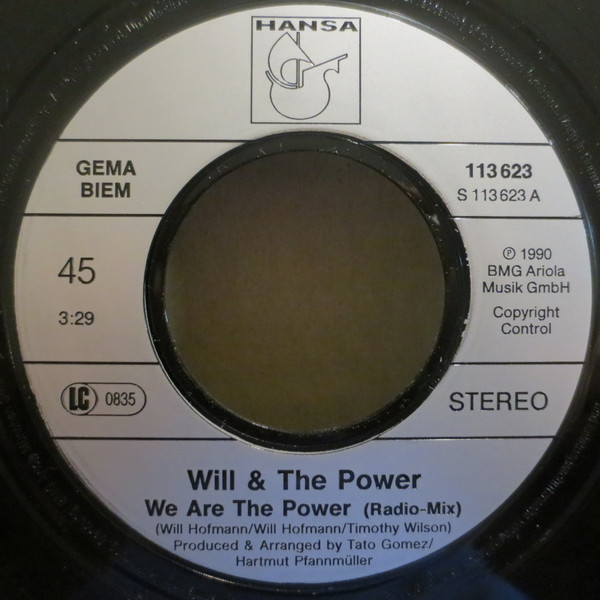 HANSA
GEMA
BIEM
113 623
S 113 623 A
45
3:29
℗ 1990
BMG Ariola
Musik GmbH
Copyright
Control
LC 0835
STEREO
Will & The Power
We Are The Power (Radio-Mix)
(Will Hofmann/Will Hofmann/Timothy Wilson)
Produced & Arranged by Tato Gomez/
Hartmut Pfannmüller